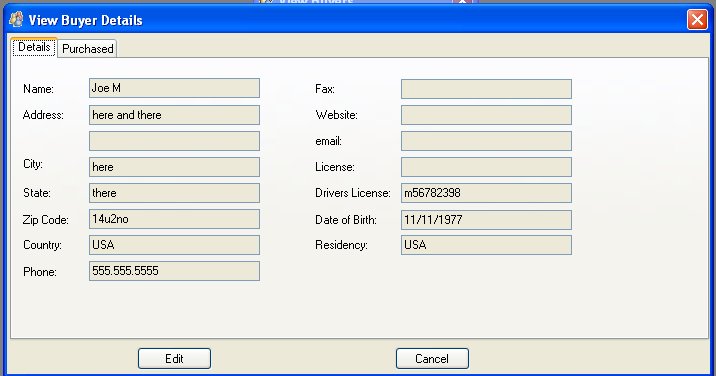 View Buyers
View Buyer Details
Details Purchased
Name: Joe M
Address: here and there
City: here
State: there
Zip Code: 14u2no
Country: USA
Phone: 555.555.5555
Fax:
Website:
email:
License:
Drivers License: m56782398
Date of Birth: 11/11/1977
Residency: USA
Edit Cancel